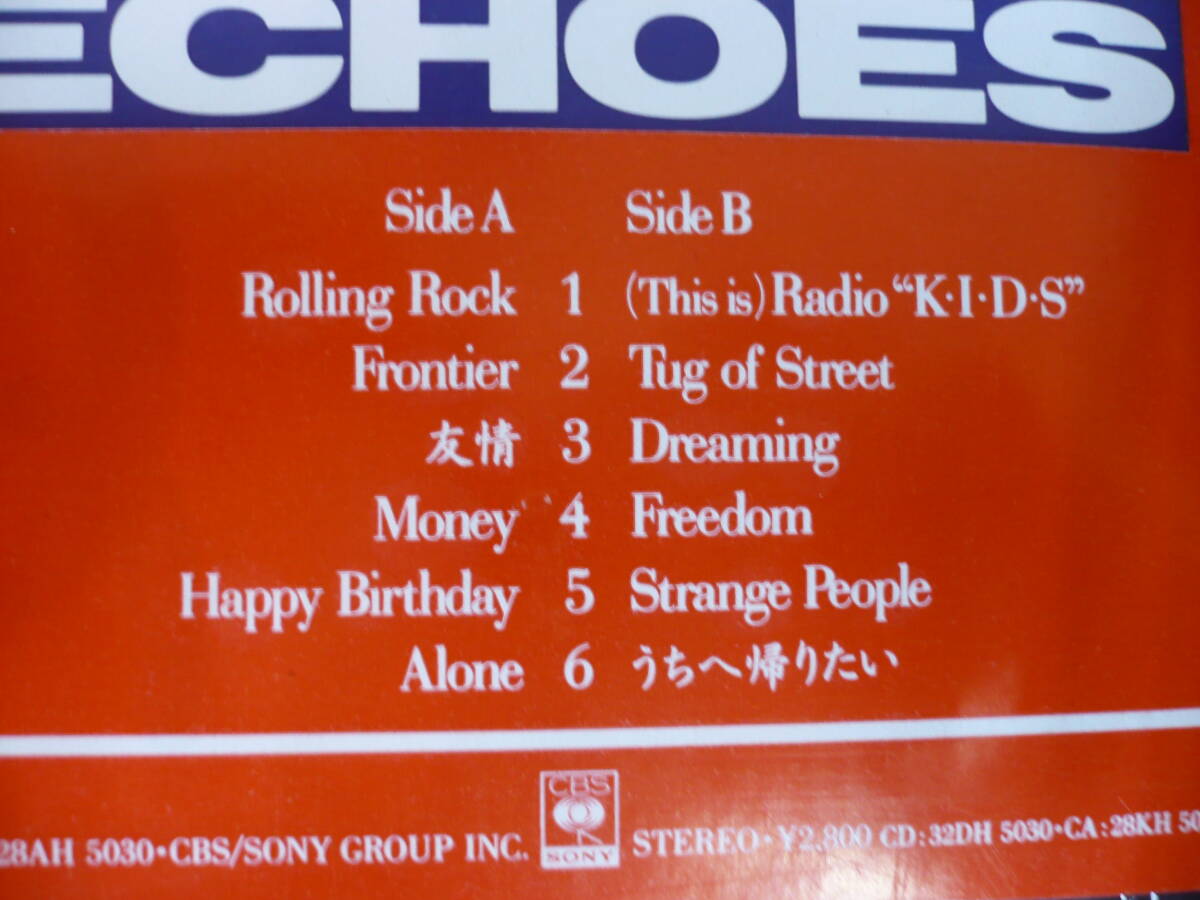 ECHOES
Side A Side B
Rolling Rock 1 (This is) Radio “K·I·D·S”
Frontier 2 Tug of Street
友情 3 Dreaming
Money 4 Freedom
Happy Birthday 5 Strange People
Alone 6 うちへ帰りたい
CBS
SONY
28AH 5030·CBS/SONY GROUP INC. STEREO·¥2,800 CD:32DH 5030·CA:28KH 50